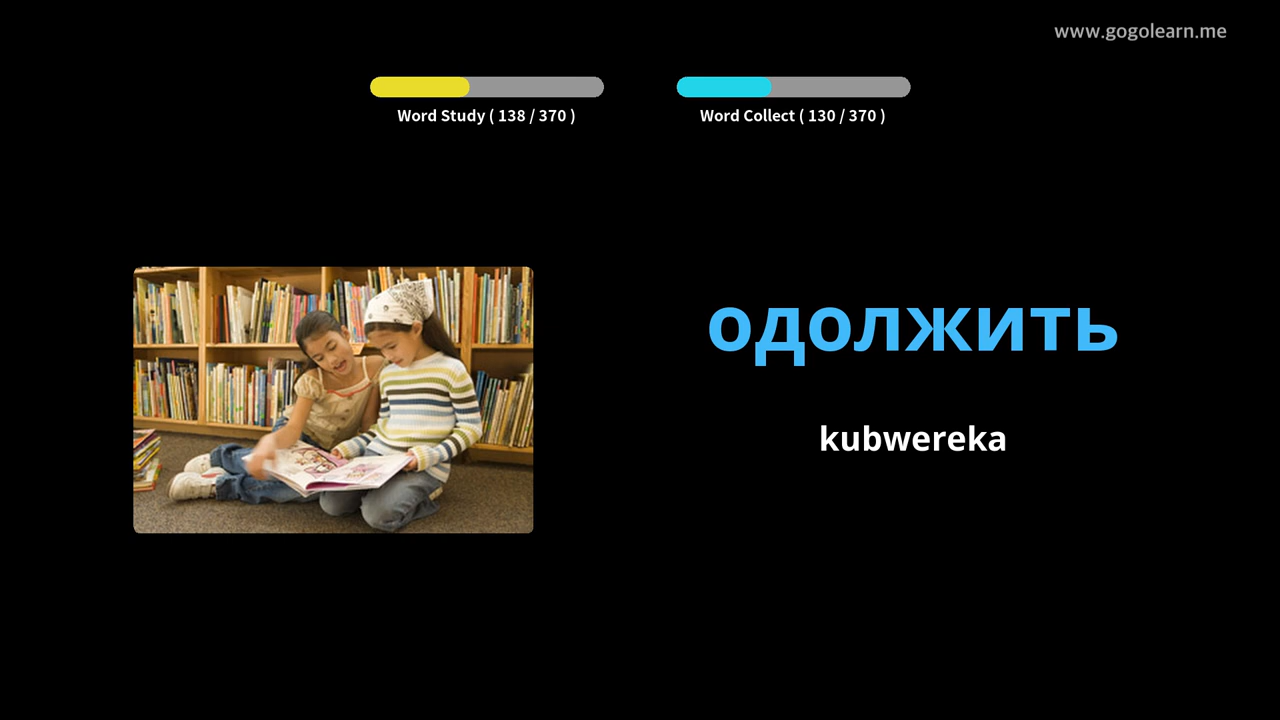 www.gogolearn.me
Word Study ( 138 / 370 )
Word Collect ( 130 / 370 )
одолжить
kubwereka